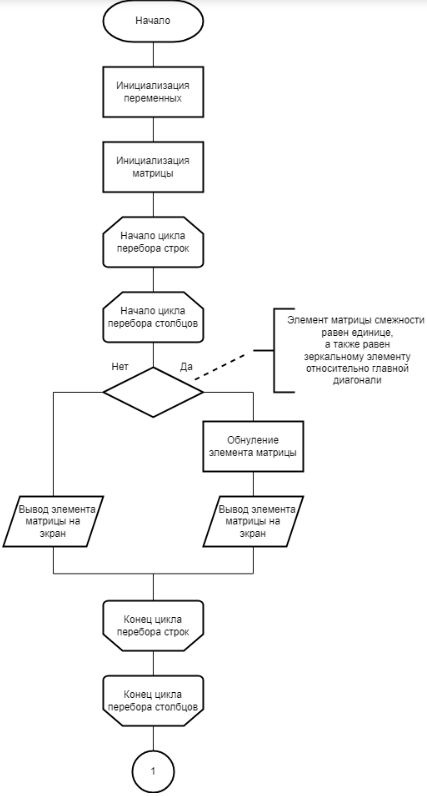 Начало
Инициализация
переменных
Инициализация
матрицы
Начало цикла
перебора строк
Начало цикла
перебора столбцов
Элемент матрицы смежности
равен единице,
а также равен
зеркальному элементу
относительно главной
диагонали
Нет
Да
Обнуление
элемента матрицы
Вывод элемента
матрицы на
экран
Вывод элемента
матрицы на
экран
Конец цикла
перебора строк
Конец цикла
перебора столбцов
1